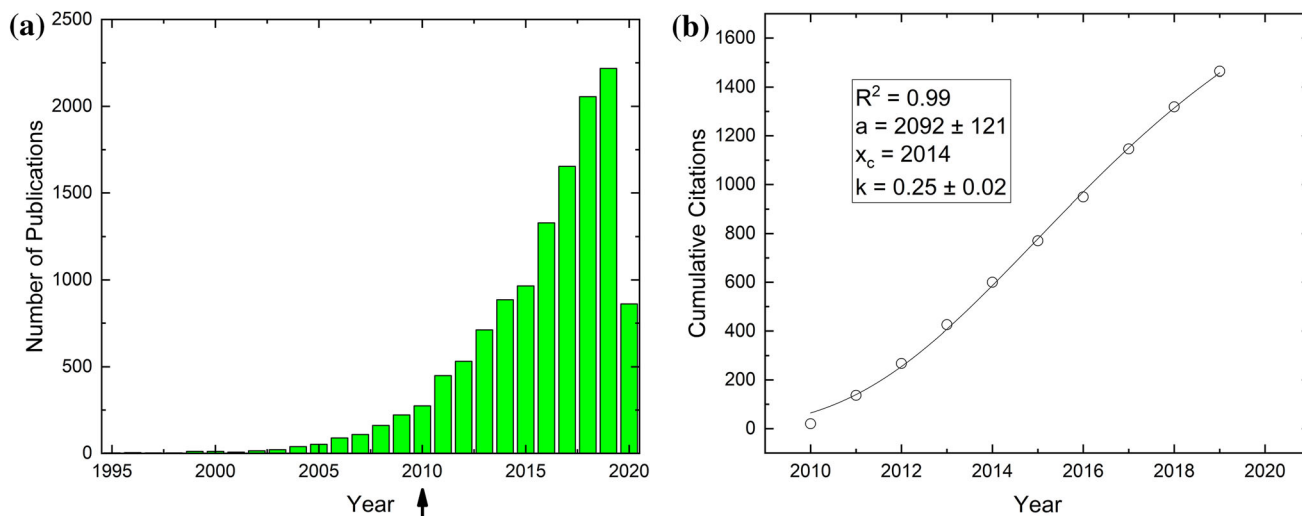 (a)
2500
2000
1500
1000
500
0
Number of Publications
1995 2000 2005 2010 2015 2020
Year
(b)
1600
1400
1200
1000
800
600
400
200
0
Cumulative Citations
R² = 0.99
a = 2092 ± 121
x_c = 2014
k = 0.25 ± 0.02
2010 2012 2014 2016 2018 2020
Year